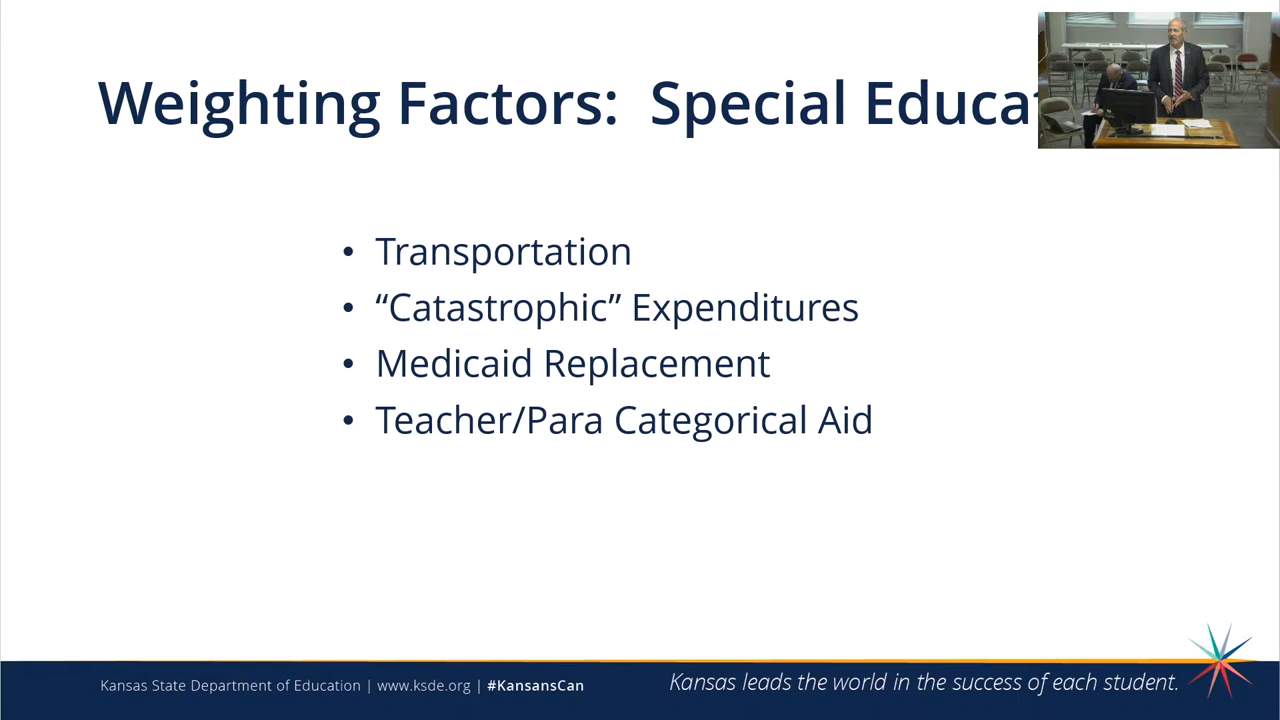 Weighting Factors: Special Educa
• Transportation
• “Catastrophic” Expenditures
• Medicaid Replacement
• Teacher/Para Categorical Aid
Kansas State Department of Education | www.ksde.org | #KansansCan
Kansas leads the world in the success of each student.